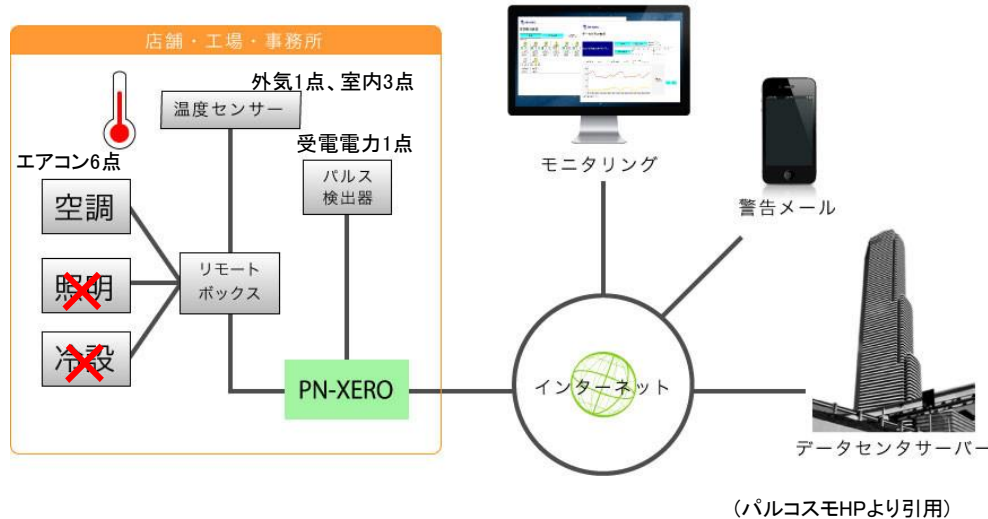 店舗・工場・事務所
外気1点、室内3点
温度センサー
受電電力1点
エアコン6点
パルス
検出器
空調
照明
冷設
リモート
ボックス
PN-XERO
モニタリング
警告メール
インターネット
データセンタサーバー
(パルコスモHPより引用)